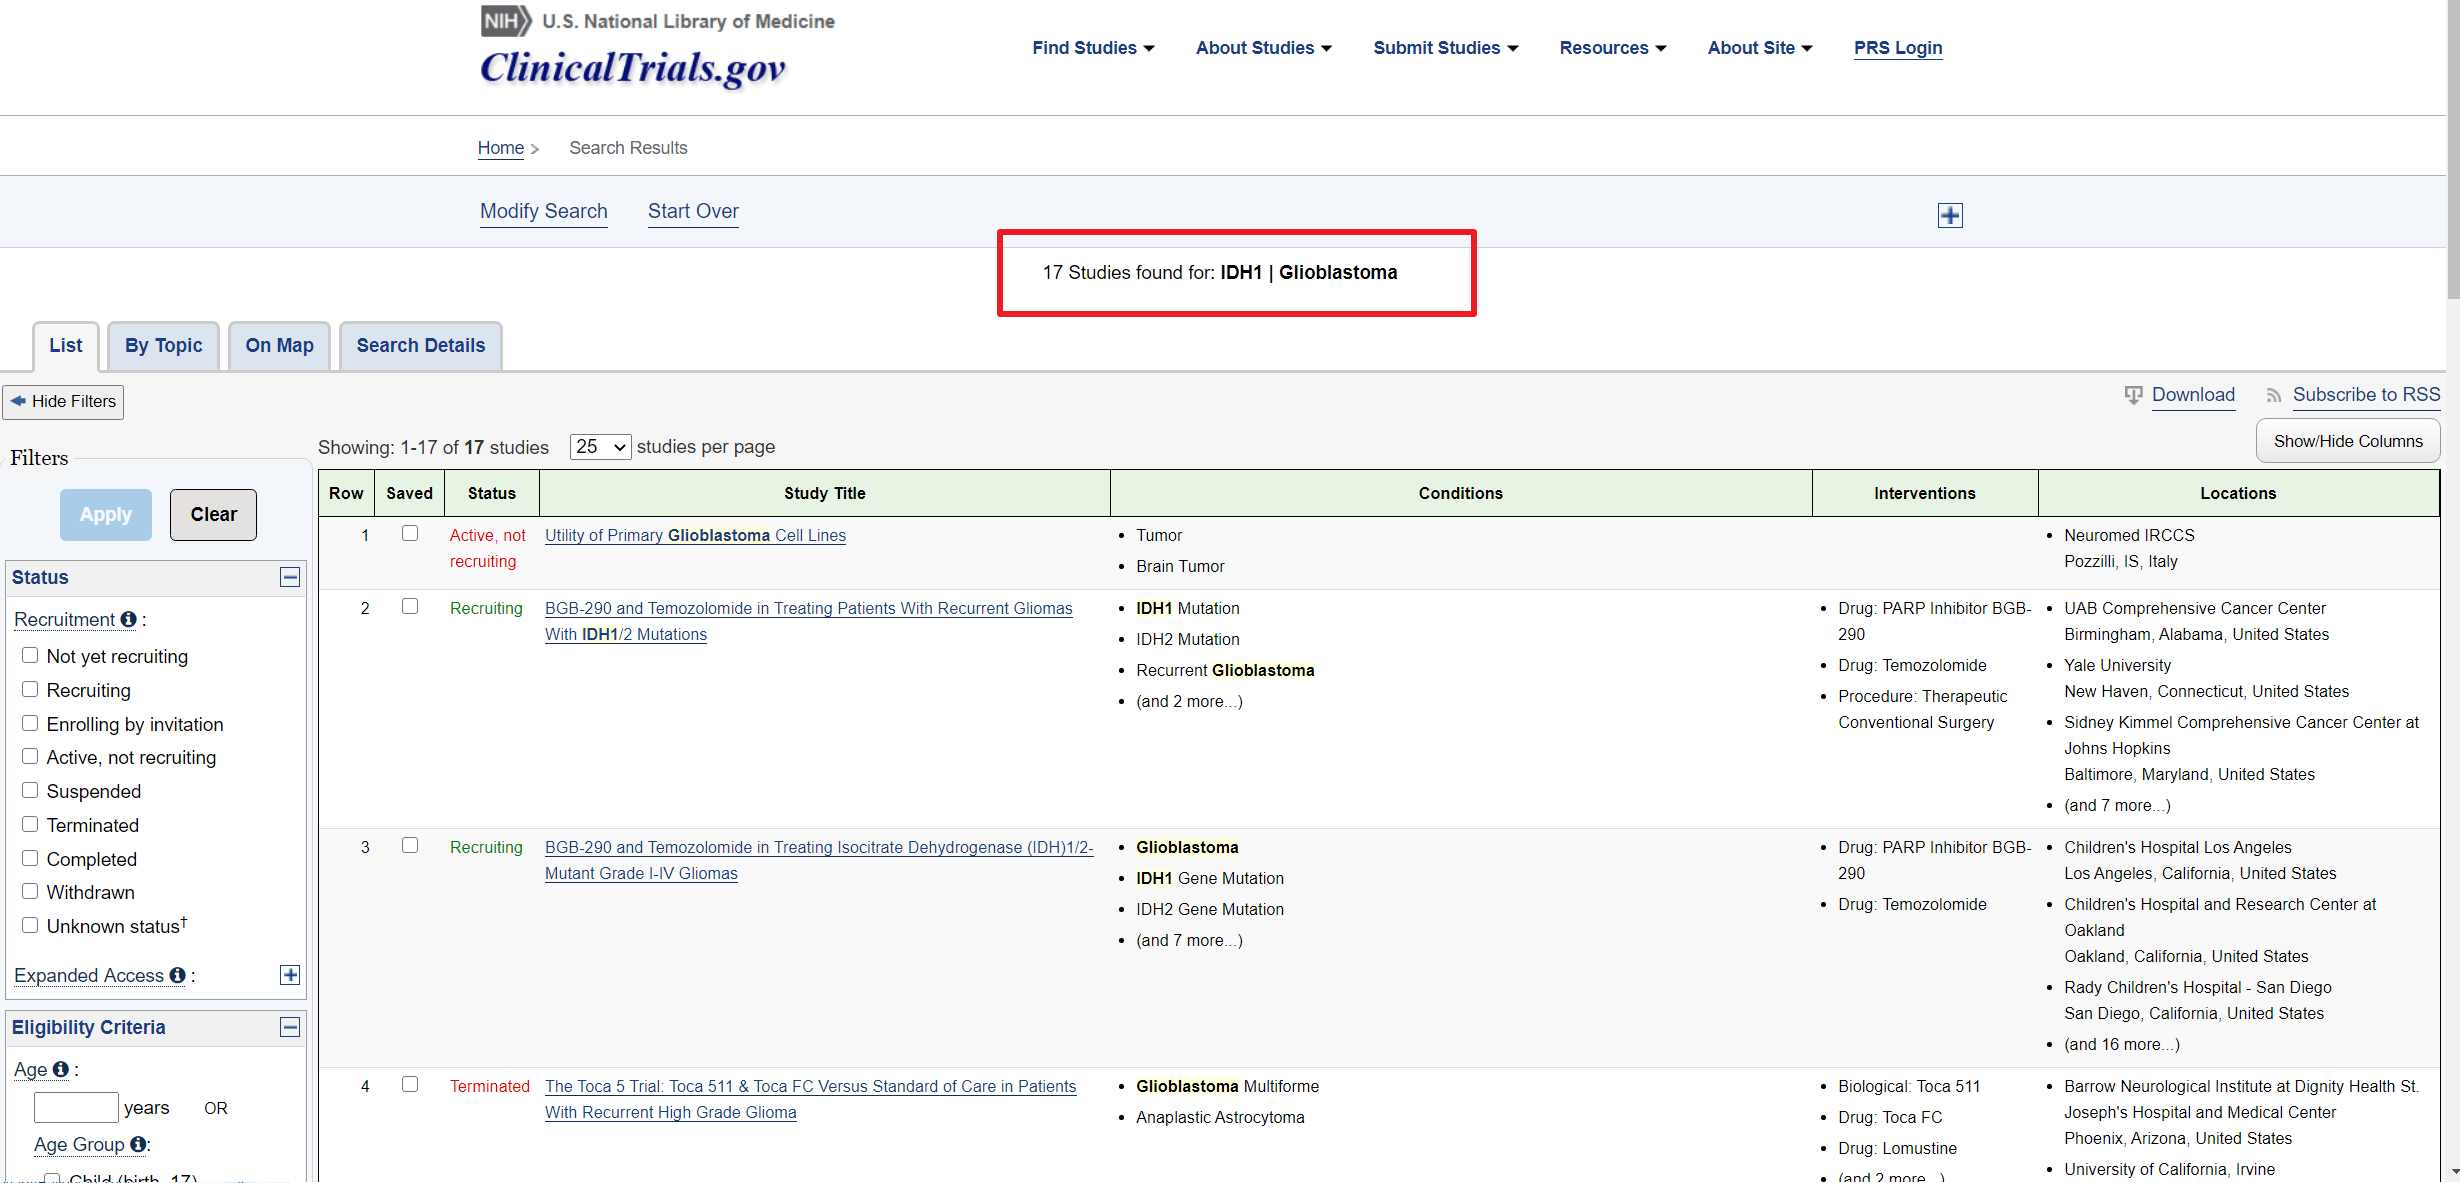 NIH U.S. National Library of Medicine
ClinicalTrials.gov
Find Studies
About Studies
Submit Studies
Resources
About Site
PRS Login
Home >
Search Results
Modify Search
Start Over
17 Studies found for: IDH1 | Glioblastoma
List
By Topic
On Map
Search Details
Hide Filters
Download
Subscribe to RSS
Showing: 1-17 of 17 studies 25 studies per page
Show/Hide Columns
Filters
Apply
Clear
Status
Recruitment :
Not yet recruiting
Recruiting
Enrolling by invitation
Active, not recruiting
Suspended
Terminated
Completed
Withdrawn
Unknown status†
Expanded Access :
Eligibility Criteria
Age :
years OR
Age Group :
Child (birth–17)
Row Saved Status Study Title Conditions Interventions Locations
1
Active, not
recruiting
Utility of Primary Glioblastoma Cell Lines
• Tumor
• Brain Tumor
• Neuromed IRCCS
Pozzilli, IS, Italy
2
Recruiting
BGB-290 and Temozolomide in Treating Patients With Recurrent Gliomas
With IDH1/2 Mutations
• IDH1 Mutation
• IDH2 Mutation
• Recurrent Glioblastoma
• (and 2 more...)
• Drug: PARP Inhibitor BGB-
290
• Drug: Temozolomide
• Procedure: Therapeutic
Conventional Surgery
• UAB Comprehensive Cancer Center
Birmingham, Alabama, United States
• Yale University
New Haven, Connecticut, United States
• Sidney Kimmel Comprehensive Cancer Center at
Johns Hopkins
Baltimore, Maryland, United States
• (and 7 more...)
3
Recruiting
BGB-290 and Temozolomide in Treating Isocitrate Dehydrogenase (IDH)1/2-
Mutant Grade I-IV Gliomas
• Glioblastoma
• IDH1 Gene Mutation
• IDH2 Gene Mutation
• (and 7 more...)
• Drug: PARP Inhibitor BGB-
290
• Drug: Temozolomide
• Children's Hospital Los Angeles
Los Angeles, California, United States
• Children's Hospital and Research Center at
Oakland
Oakland, California, United States
• Rady Children's Hospital - San Diego
San Diego, California, United States
• (and 16 more...)
4
Terminated
The Toca 5 Trial: Toca 511 & Toca FC Versus Standard of Care in Patients
With Recurrent High Grade Glioma
• Glioblastoma Multiforme
• Anaplastic Astrocytoma
• Biological: Toca 511
• Drug: Toca FC
• Drug: Lomustine
• (and 2 more...)
• Barrow Neurological Institute at Dignity Health St.
Joseph's Hospital and Medical Center
Phoenix, Arizona, United States
• University of California, Irvine